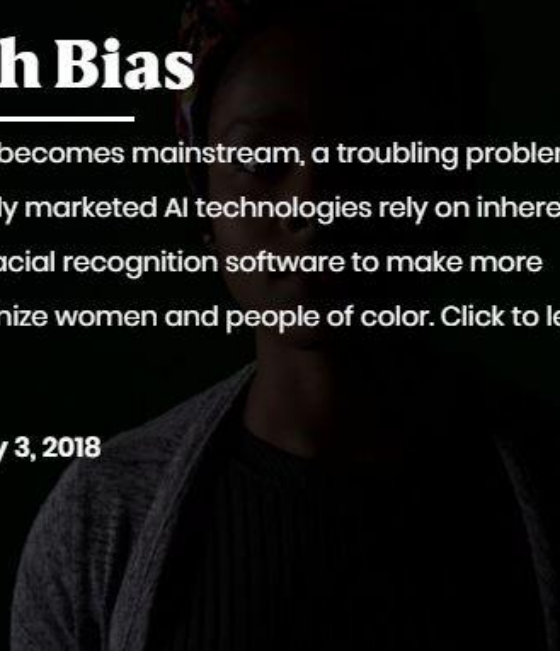 h Bias
becomes mainstream, a troubling problem
ly marketed AI technologies rely on inhere
acial recognition software to make more
nize women and people of color. Click to le
y 3, 2018